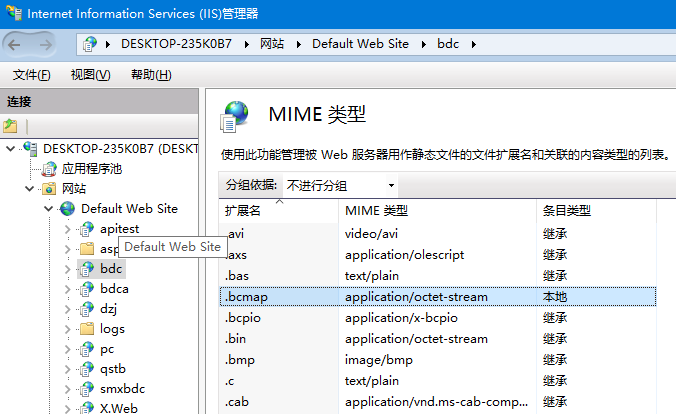 Internet Information Services (IIS)管理器
DESKTOP-235K0B7 网站 Default Web Site bdc
文件(F) 视图(V) 帮助(H)
连接
DESKTOP-235K0B7 (DESKT
应用程序池
网站
Default Web Site
apitest
asp
Default Web Site
bdc
bdca
dzj
logs
pc
qstb
smxbdc
X.Web
MIME 类型
使用此功能管理被 Web 服务器用作静态文件的文件扩展名和关联的内容类型的列表。
分组依据: 不进行分组
扩展名 MIME 类型 条目类型
.avi video/avi 继承
.axs application/olescript 继承
.bas text/plain 继承
.bcmap application/octet-stream 本地
.bcpio application/x-bcpio 继承
.bin application/octet-stream 继承
.bmp image/bmp 继承
.c text/plain 继承
.cab application/vnd.ms-cab-comp... 继承